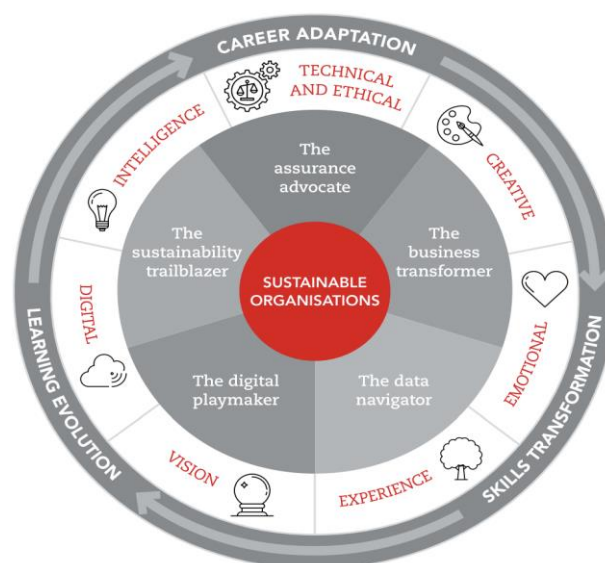 CAREER ADAPTATION
TECHNICAL
AND ETHICAL
CREATIVE
EMOTIONAL
EXPERIENCE
VISION
DIGITAL
INTELLIGENCE
The
assurance
advocate
The
business
transformer
The data
navigator
The digital
playmaker
The
sustainability
trailblazer
SUSTAINABLE
ORGANISATIONS
SKILLS TRANSFORMATION
LEARNING EVOLUTION